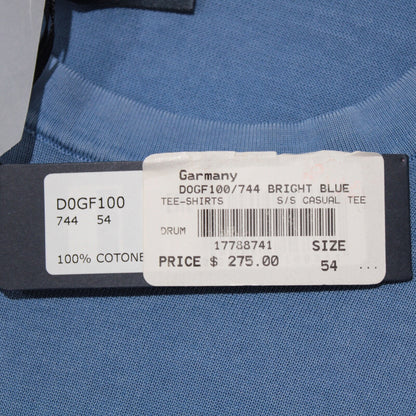 D0GF100
744 54
100% COTONE
Garmany
D0GF100/744 BRIGHT BLUE
TEE-SHIRTS S/S CASUAL TEE
DRUM
17788741 SIZE
PRICE $ 275.00 54 ...